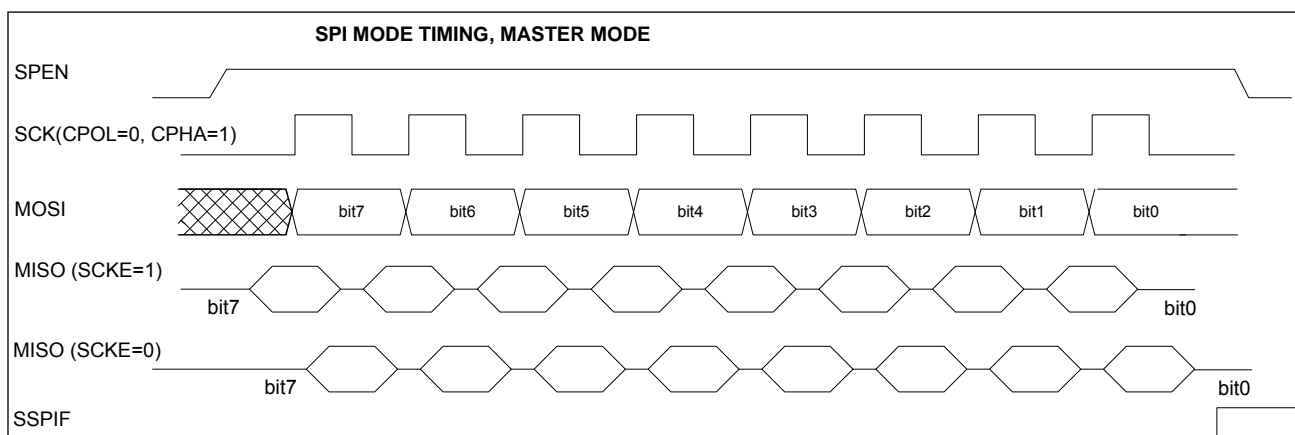 SPI MODE TIMING, MASTER MODE
SPEN
SCK(CPOL=0, CPHA=1)
MOSI
bit7 bit6 bit5 bit4 bit3 bit2 bit1 bit0
MISO (SCKE=1)
bit7 bit0
MISO (SCKE=0)
bit7 bit0
SSPIF